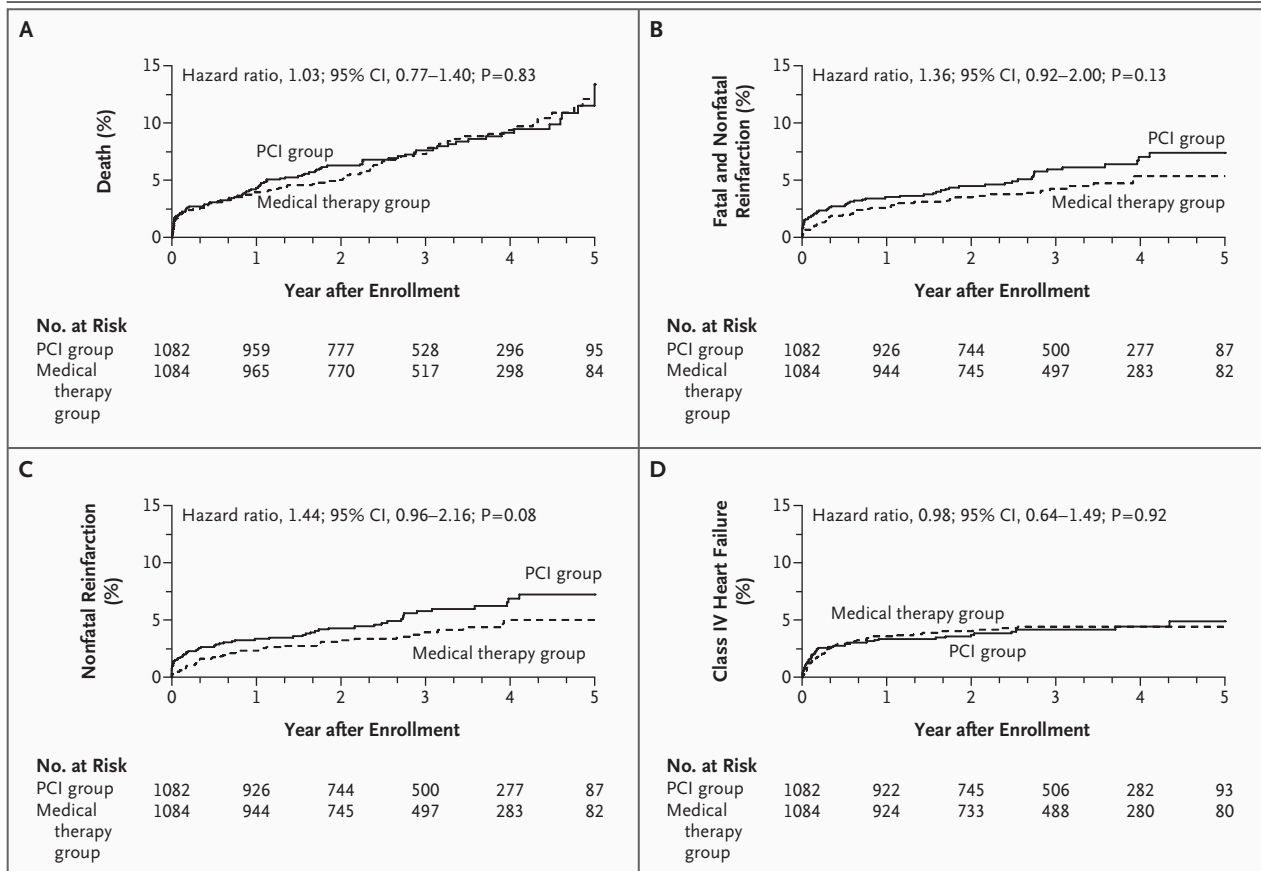 A
Hazard ratio, 1.03; 95% CI, 0.77–1.40; P=0.83
Death (%)
15
10
5
0
PCI group
Medical therapy group
0 1 2 3 4 5
Year after Enrollment
No. at Risk
PCI group 1082 959 777 528 296 95
Medical 1084 965 770 517 298 84
therapy
group
B
Hazard ratio, 1.36; 95% CI, 0.92–2.00; P=0.13
Fatal and Nonfatal
Reinfarction (%)
15
10
5
0
PCI group
Medical therapy group
0 1 2 3 4 5
Year after Enrollment
No. at Risk
PCI group 1082 926 744 500 277 87
Medical 1084 944 745 497 283 82
therapy
group
C
Hazard ratio, 1.44; 95% CI, 0.96–2.16; P=0.08
Nonfatal Reinfarction
(%)
15
10
5
0
PCI group
Medical therapy group
0 1 2 3 4 5
Year after Enrollment
No. at Risk
PCI group 1082 926 744 500 277 87
Medical 1084 944 745 497 283 82
therapy
group
D
Hazard ratio, 0.98; 95% CI, 0.64–1.49; P=0.92
Class IV Heart Failure
(%)
15
10
5
0
Medical therapy group
PCI group
0 1 2 3 4 5
Year after Enrollment
No. at Risk
PCI group 1082 922 745 506 282 93
Medical 1084 924 733 488 280 80
therapy
group